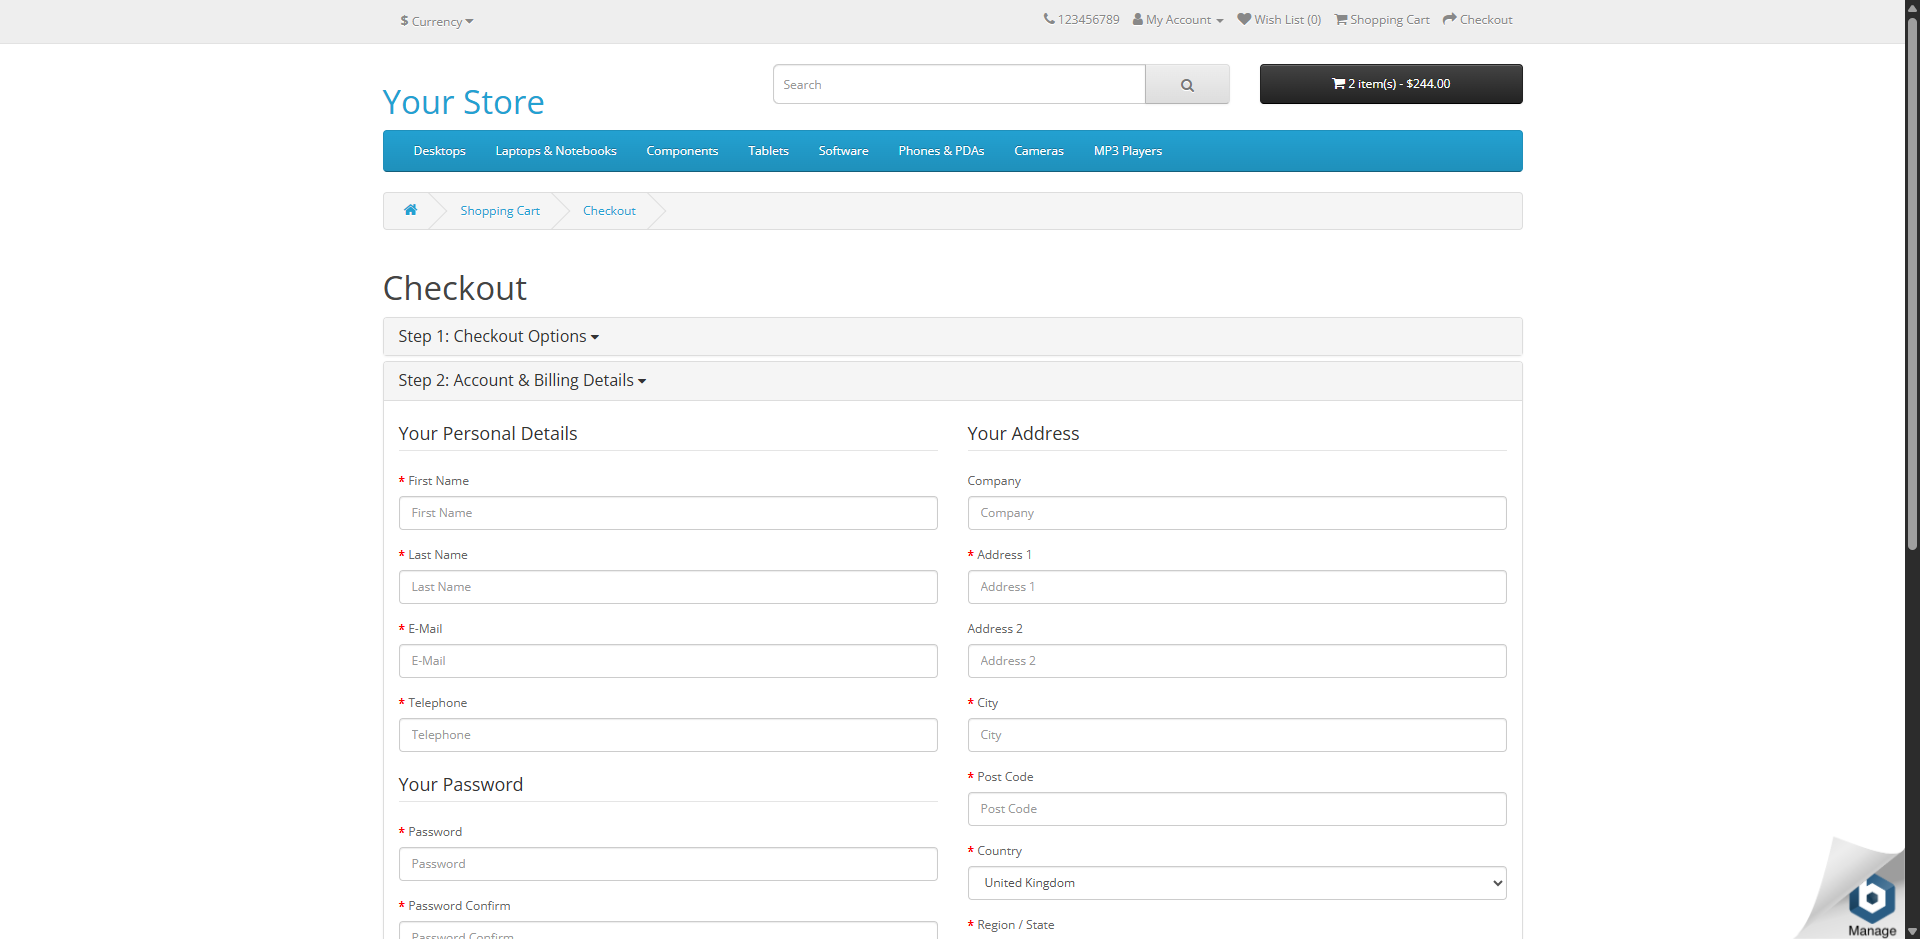 $ Currency
123456789 My Account Wish List (0) Shopping Cart Checkout
Your Store
Search
2 item(s) - $244.00
Desktops Laptops & Notebooks Components Tablets Software Phones & PDAs Cameras MP3 Players
Shopping Cart Checkout
Checkout
Step 1: Checkout Options
Step 2: Account & Billing Details
Your Personal Details
* First Name
First Name
* Last Name
Last Name
* E-Mail
E-Mail
* Telephone
Telephone
Your Password
* Password
Password
* Password Confirm
Password Confirm
Your Address
Company
Company
* Address 1
Address 1
Address 2
Address 2
* City
City
* Post Code
Post Code
* Country
United Kingdom
* Region / State
b
Manage